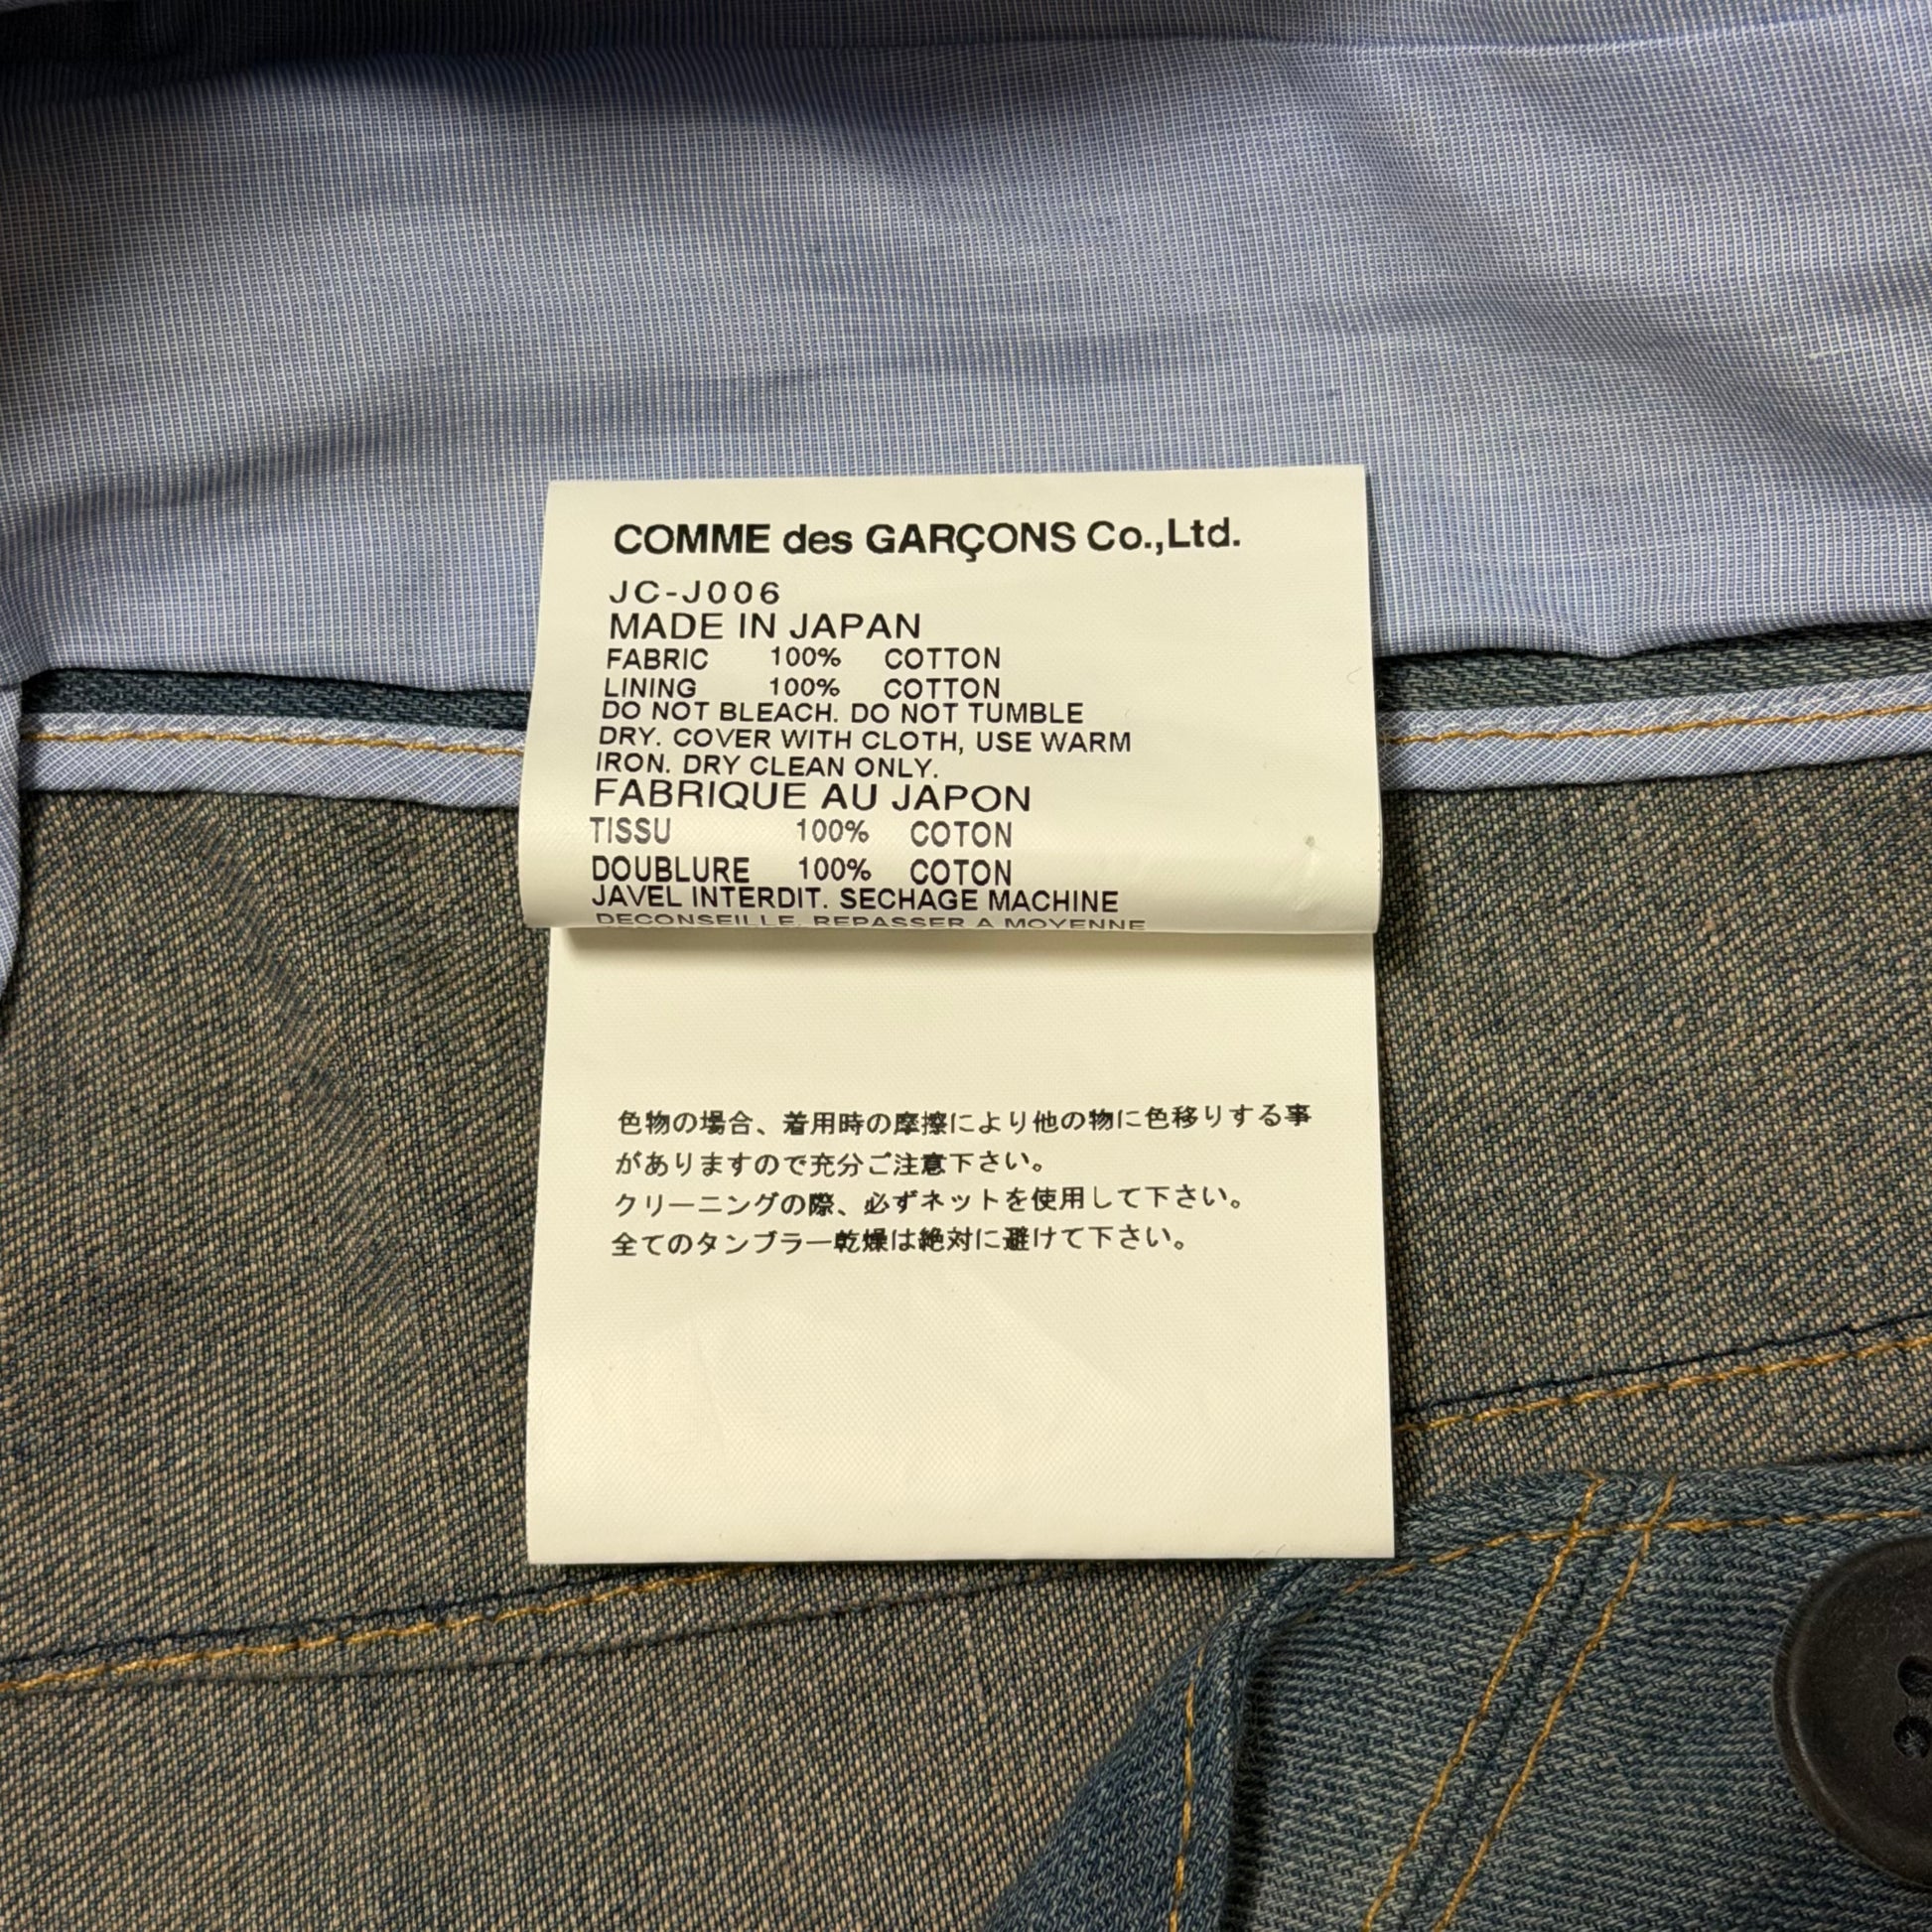 COMME des GARÇONS Co.,Ltd.
JC-J006
MADE IN JAPAN
FABRIC 100% COTTON
LINING 100% COTTON
DO NOT BLEACH. DO NOT TUMBLE
DRY. COVER WITH CLOTH, USE WARM
IRON. DRY CLEAN ONLY.
FABRIQUE AU JAPON
TISSU 100% COTON
DOUBLURE 100% COTON
JAVEL INTERDIT. SECHAGE MACHINE
DECONSEILLE. REPASSER A MOYENNE
色物の場合、着用時の摩擦により他の物に色移りする事
がありますので充分ご注意下さい。
クリーニングの際、必ずネットを使用して下さい。
全てのタンブラー乾燥は絶対に避けて下さい。